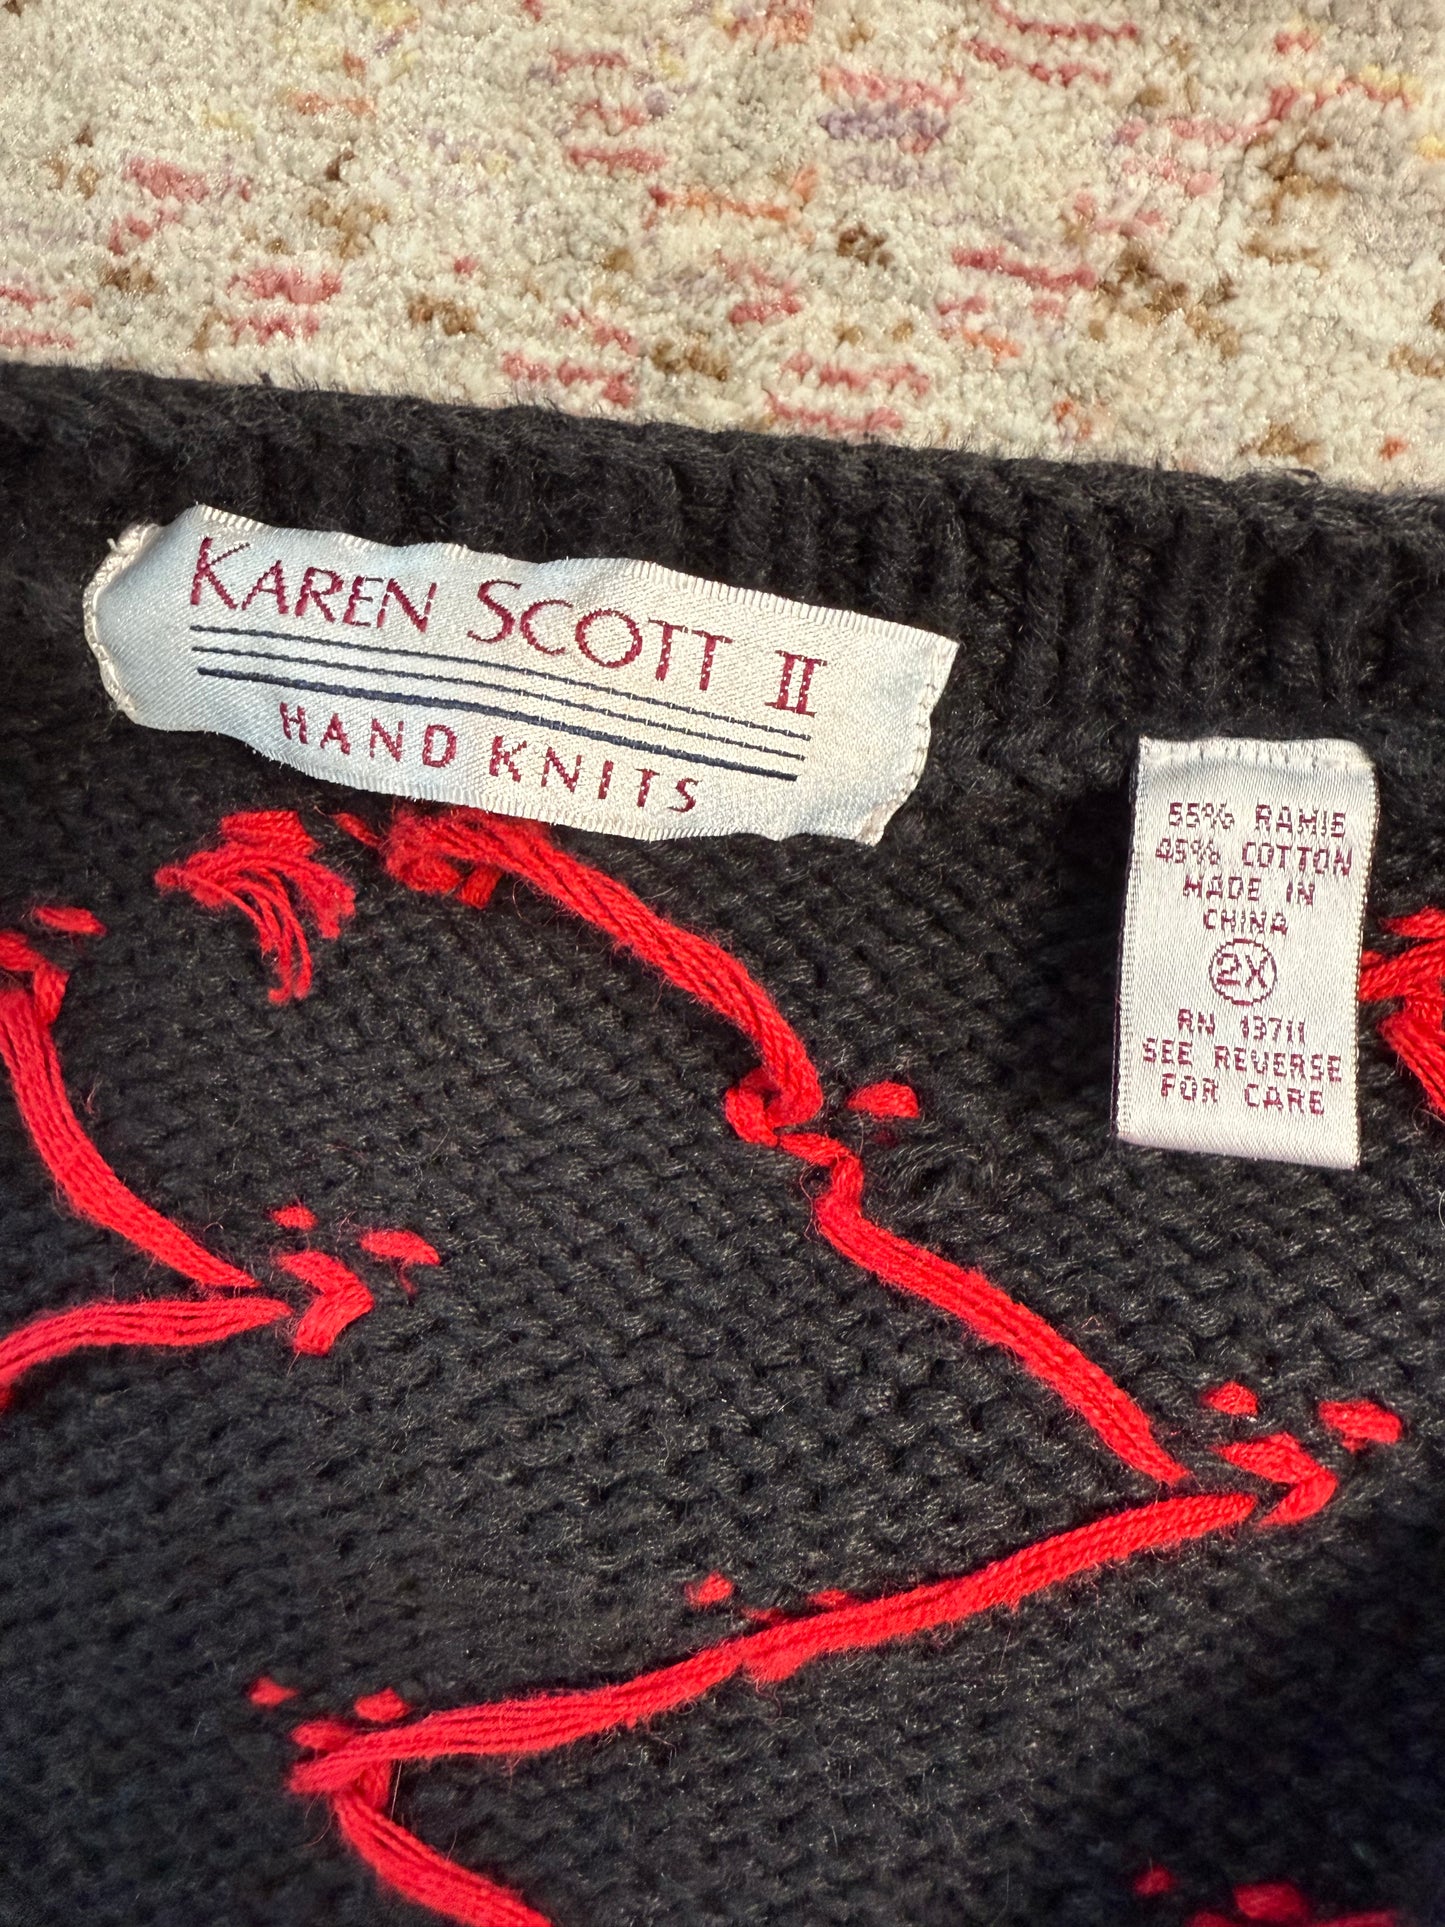 KAREN SCOTT II
HAND KNITS
55% RAMIE
45% COTTON
MADE IN
CHINA
2X
RN 13711
SEE REVERSE
FOR CARE